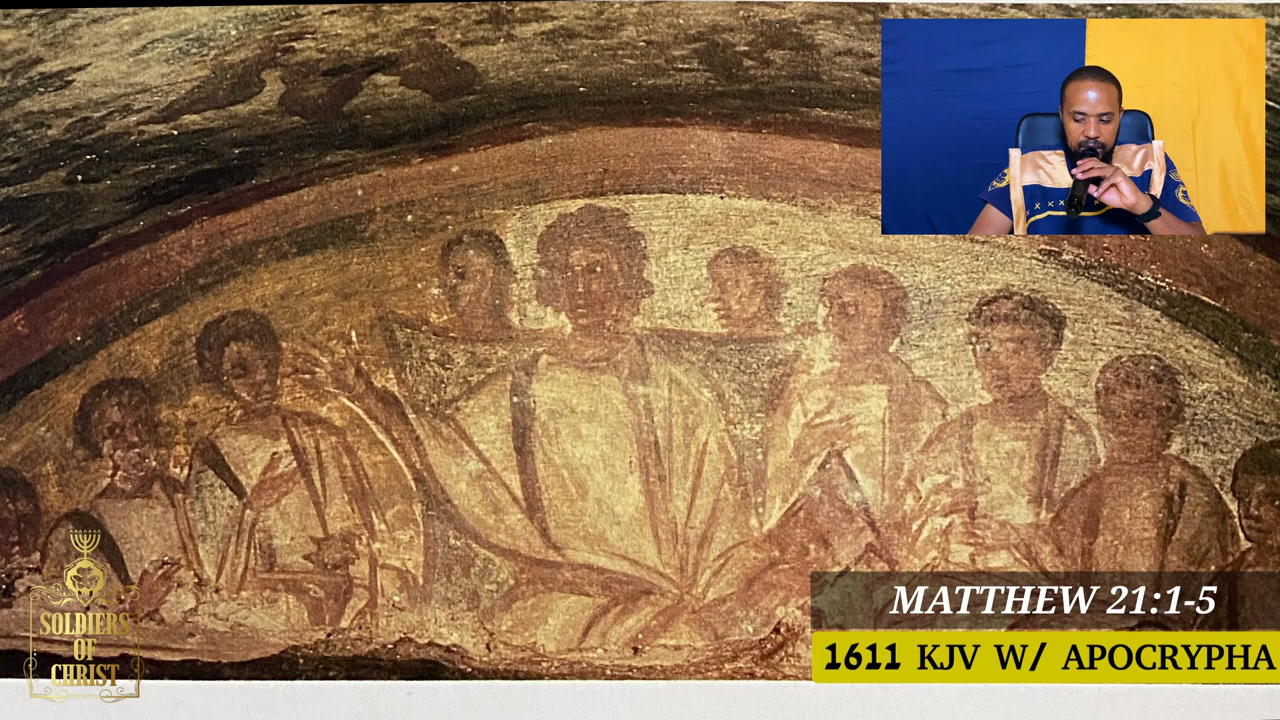 MATTHEW 21:1-5
1611 KJV W/ APOCRYPHA
SOLDIERS
OF
CHRIST